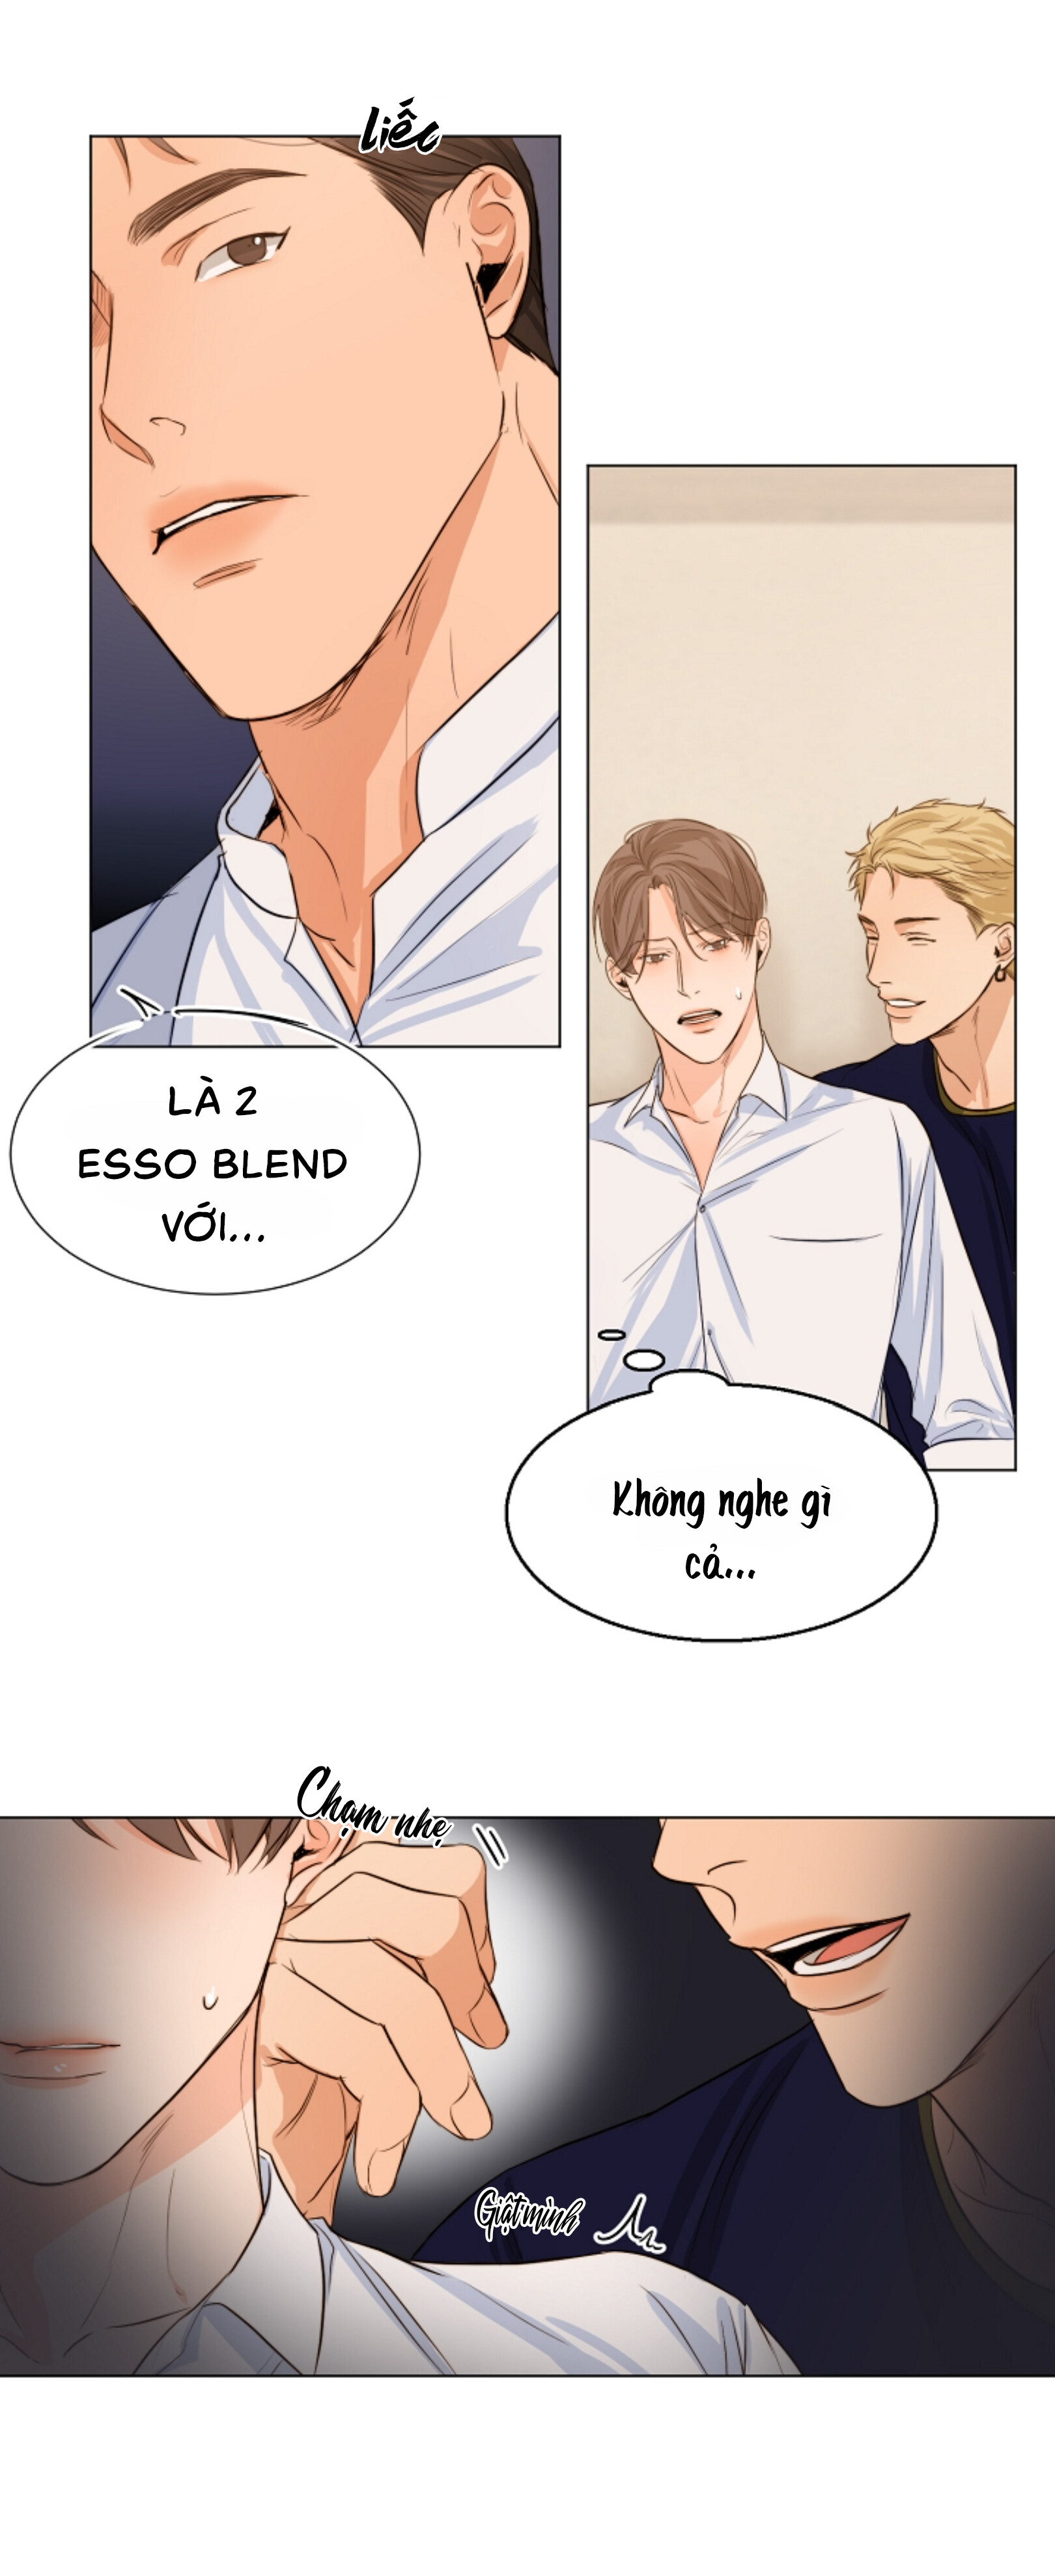 liếc
LÀ 2
ESSO BLEND
VỚI...
Không nghe gì
cả...
Chạm nhẹ
Giật mình